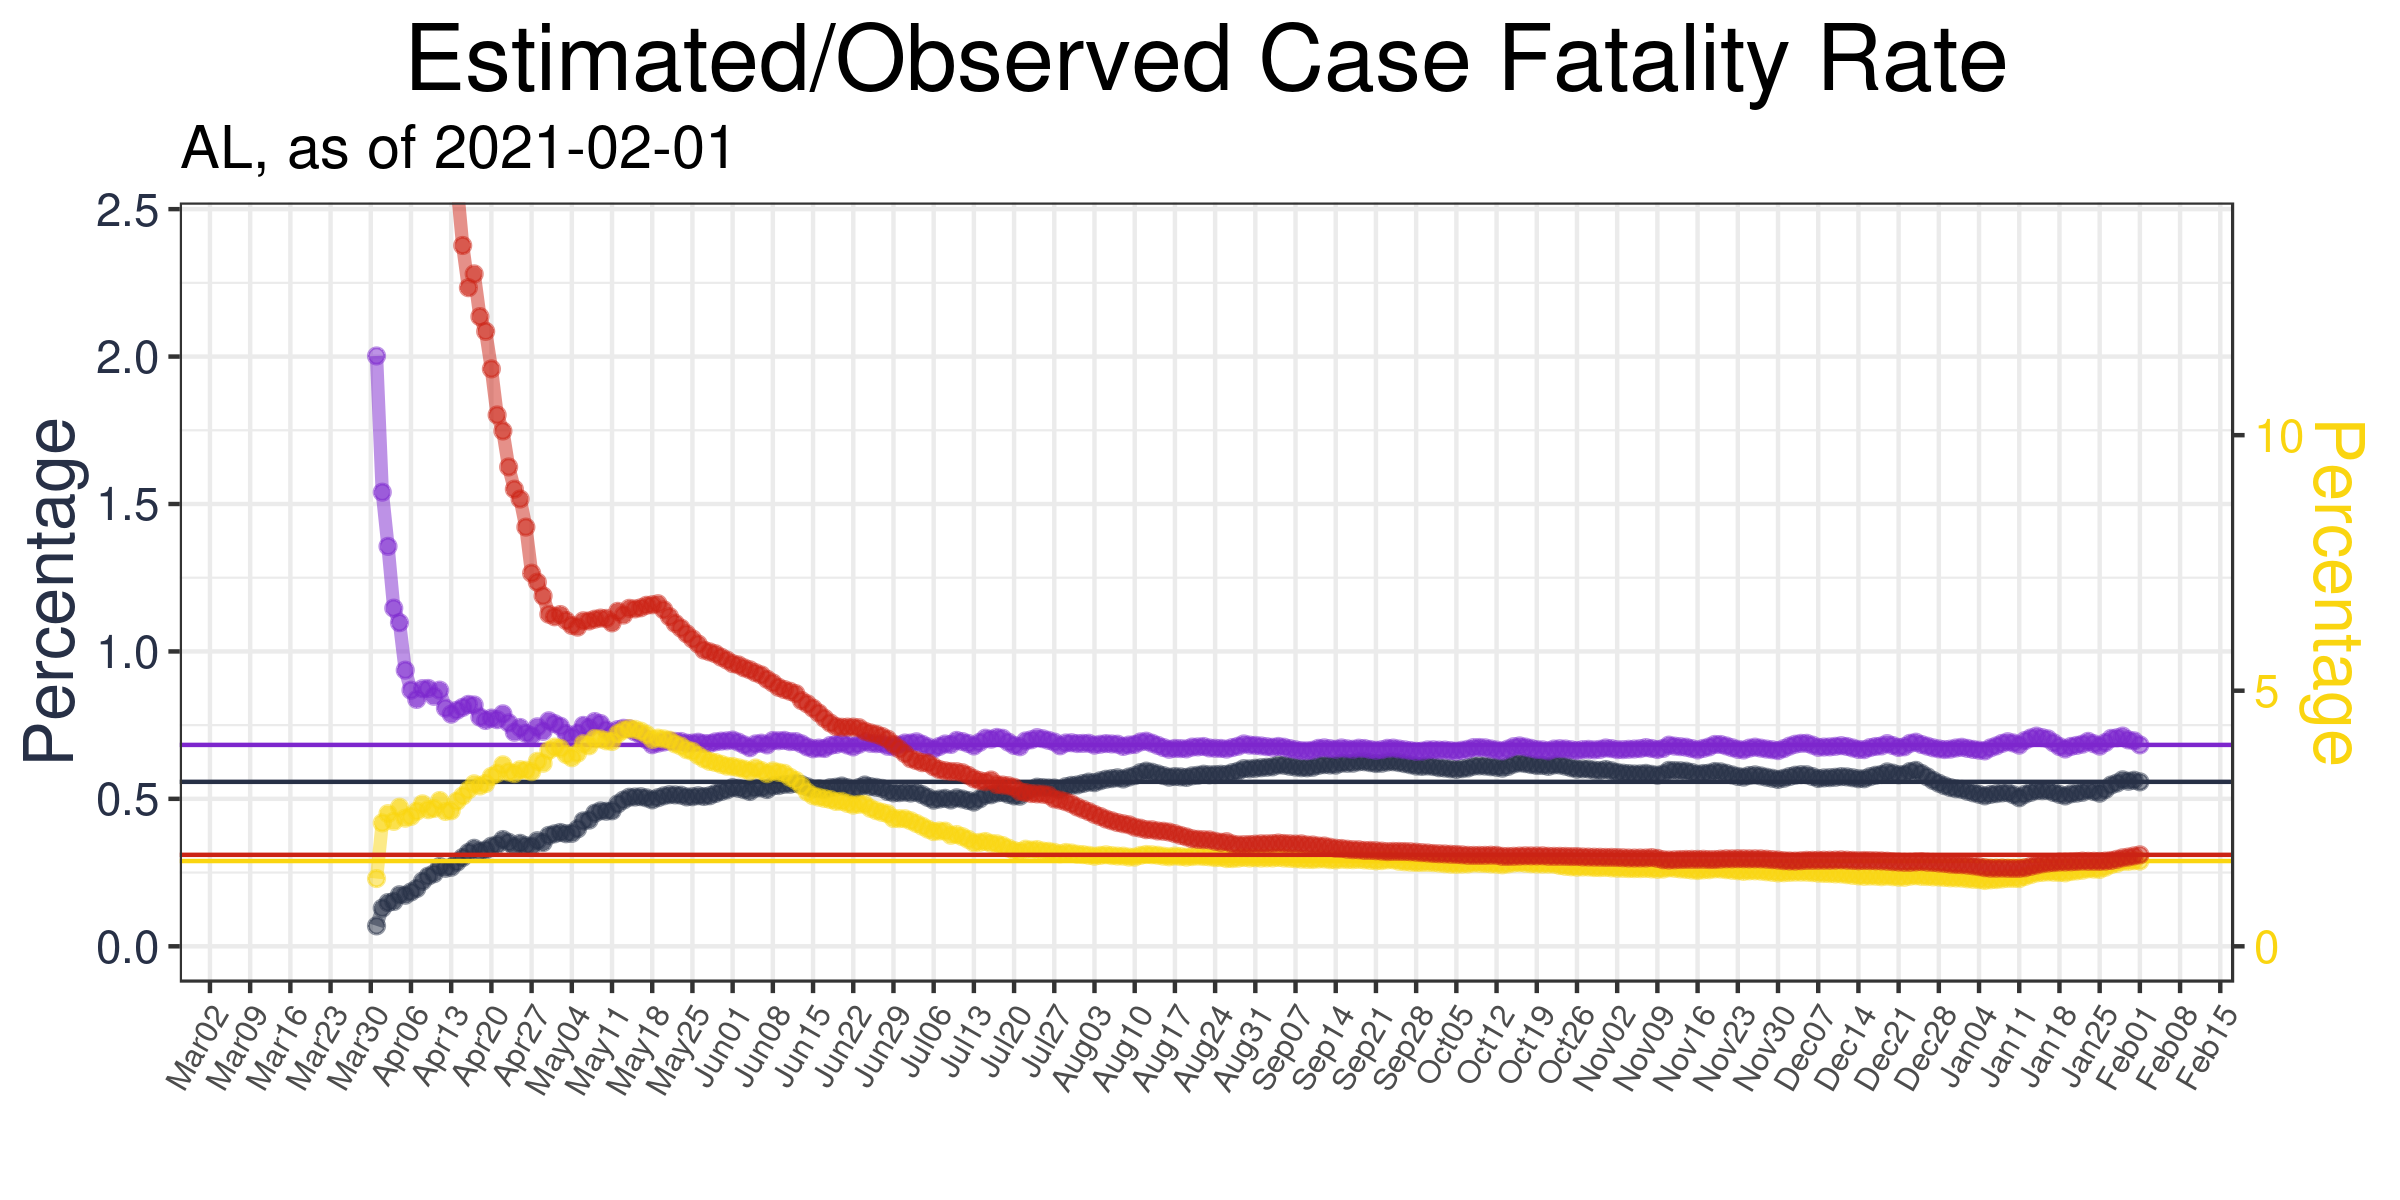 Estimated/Observed Case Fatality Rate
AL, as of 2021-02-01
Percentage
2.5
2.0
1.5
1.0
0.5
0.0
10
5
0
Percentage
Mar02
Mar09
Mar16
Mar23
Mar30
Apr06
Apr13
Apr20
Apr27
May04
May11
May18
May25
Jun01
Jun08
Jun15
Jun22
Jun29
Jul06
Jul13
Jul20
Jul27
Aug03
Aug10
Aug17
Aug24
Aug31
Sep07
Sep14
Sep21
Sep28
Oct05
Oct12
Oct19
Oct26
Nov02
Nov09
Nov16
Nov23
Nov30
Dec07
Dec14
Dec21
Dec28
Jan04
Jan11
Jan18
Jan25
Feb01
Feb08
Feb15